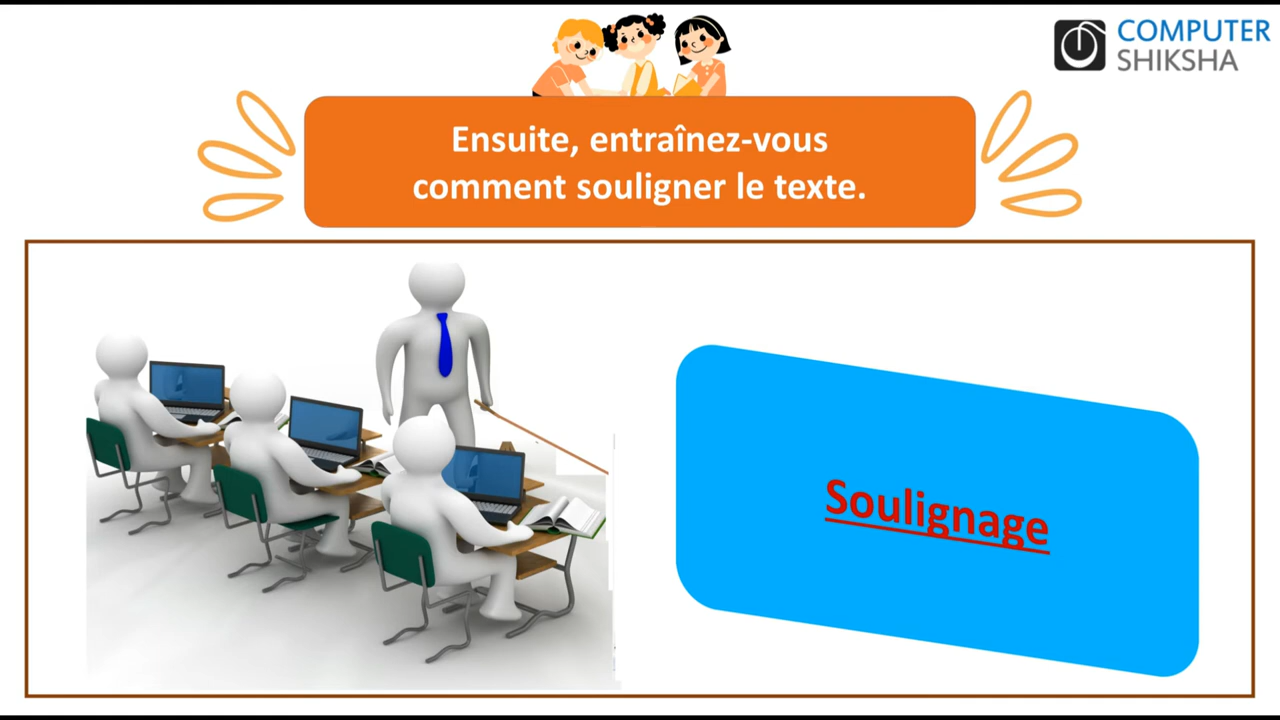 COMPUTER
SHIKSHA
Ensuite, entraînez-vous
comment souligner le texte.
Soulignage